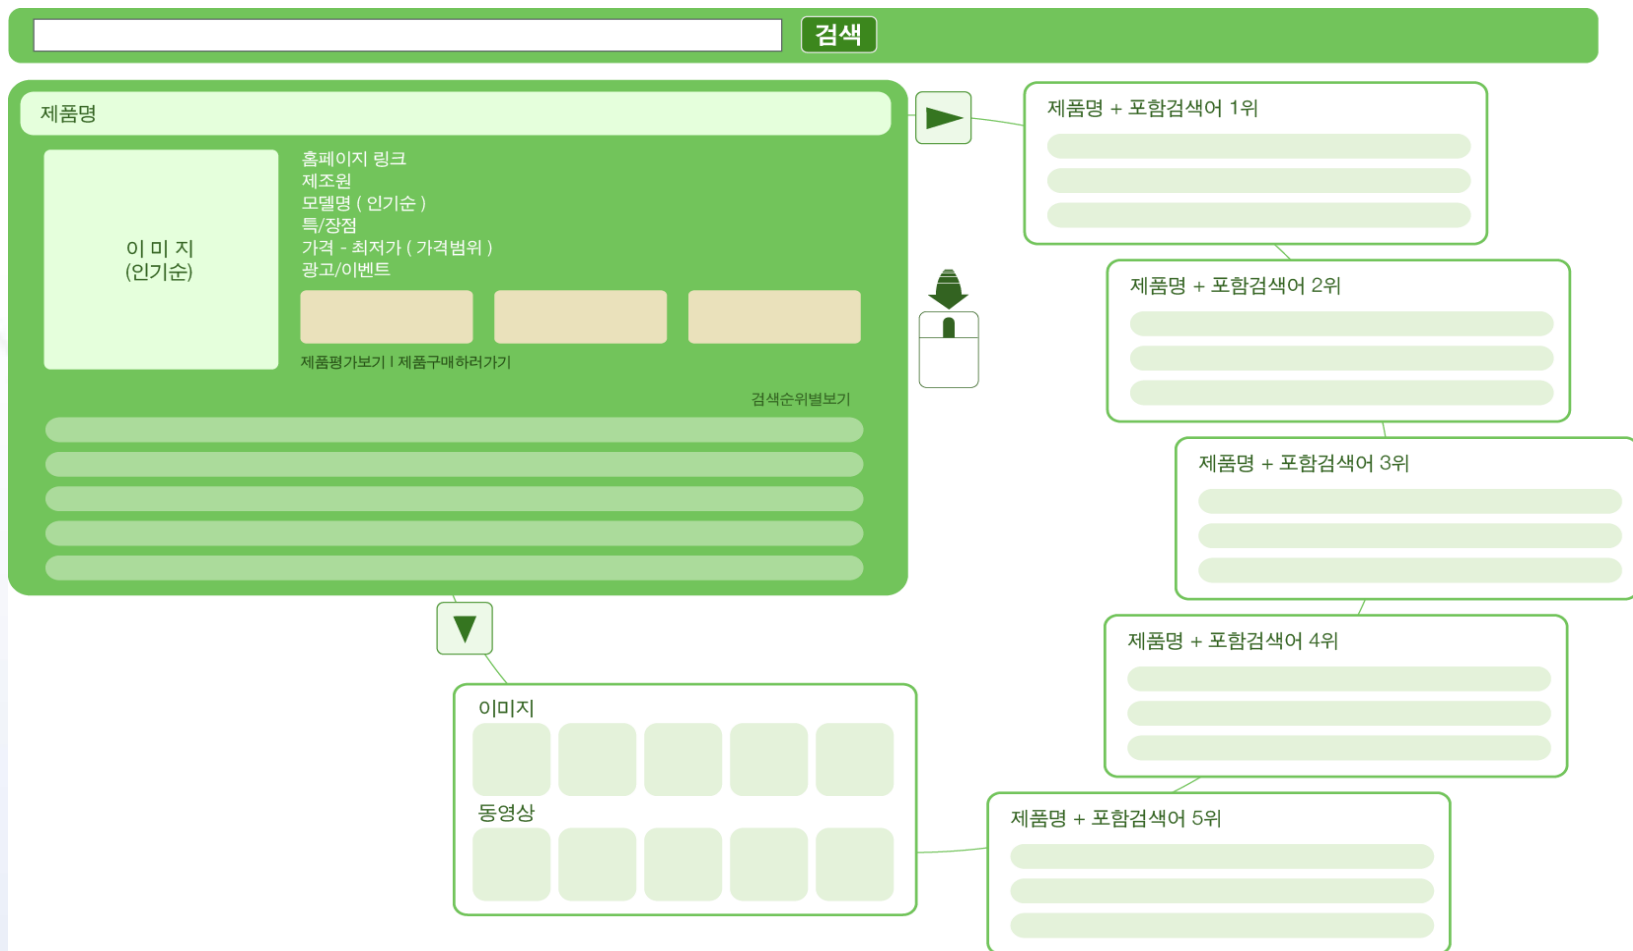 검색
제품명
이 미 지
(인기순)
홈페이지 링크
제조원
모델명 ( 인기순 )
특/장점
가격 - 최저가 ( 가격범위 )
광고/이벤트
제품평가보기 | 제품구매하러가기
검색순위별보기
제품명 + 포함검색어 1위
제품명 + 포함검색어 2위
제품명 + 포함검색어 3위
제품명 + 포함검색어 4위
제품명 + 포함검색어 5위
이미지
동영상